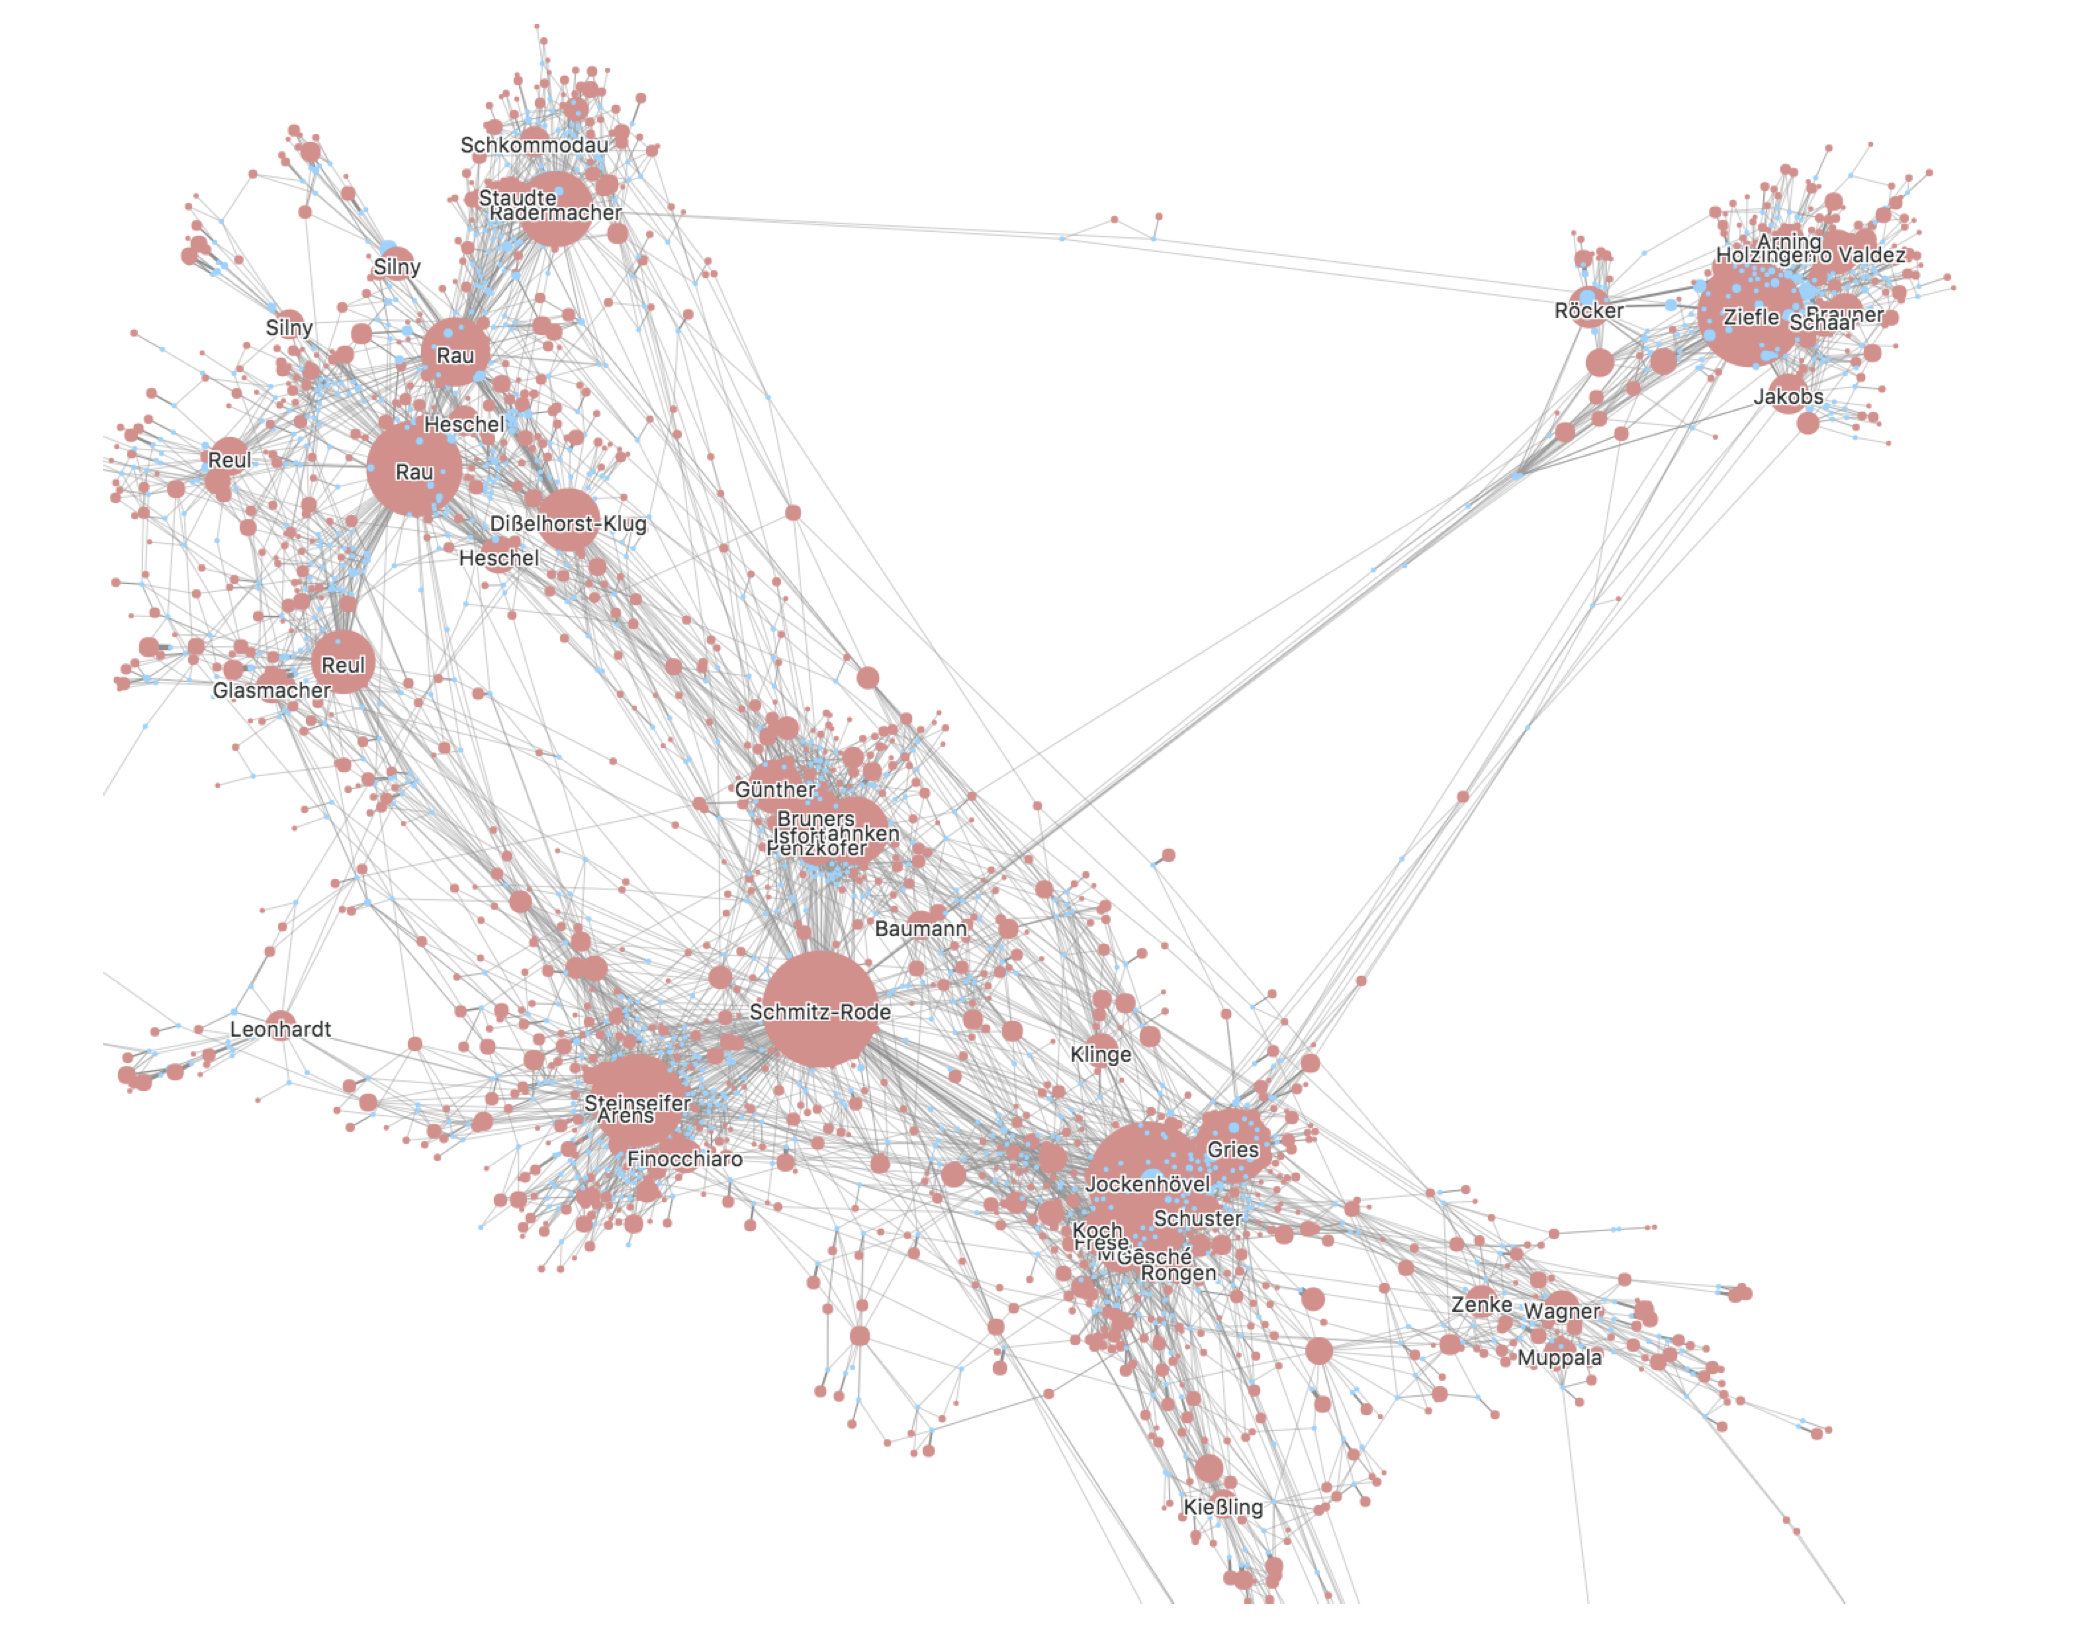 Schkommodau
Staudte
Radermacher
Silny
Silny
Rau
Heschel
Reul
Rau
Dißelhorst-Klug
Heschel
Reul
Glasmacher
Arning
Holzinger
Valdez
Röcker
Ziefle
Schaar
Brauner
Jakobs
Günther
Bruners
Isfort
Penzkofer
Baumann
Schmitz-Rode
Leonhardt
Klinge
Steinseifer
Arens
Finocchiaro
Gries
Jockenhövel
Schuster
Koch
Frese
Gesché
Rongen
Zenke
Wagner
Muppala
Kießling